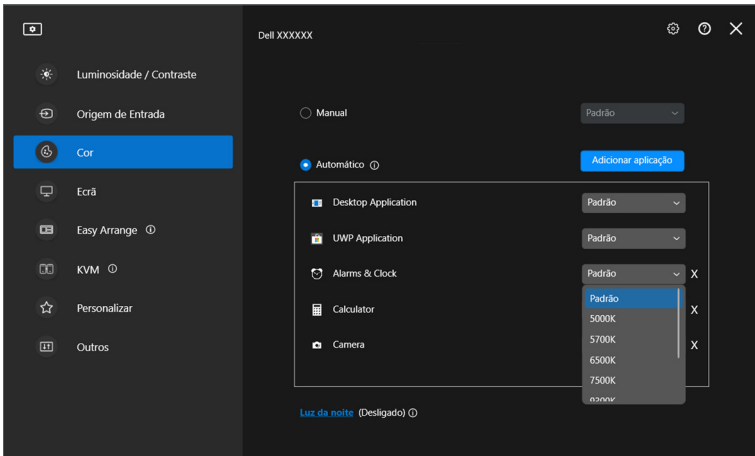 Dell XXXXXX
Luminosidade / Contraste
Origem de Entrada
Cor
Ecrã
Easy Arrange
KVM
Personalizar
Outros
Manual
Padrão
Automático
Adicionar aplicação
Desktop Application
Padrão
UWP Application
Padrão
Alarms & Clock
Padrão
X
Calculator
X
Camera
X
Padrão
5000K
5700K
6500K
7500K
9300K
Luz da noite (Desligado)